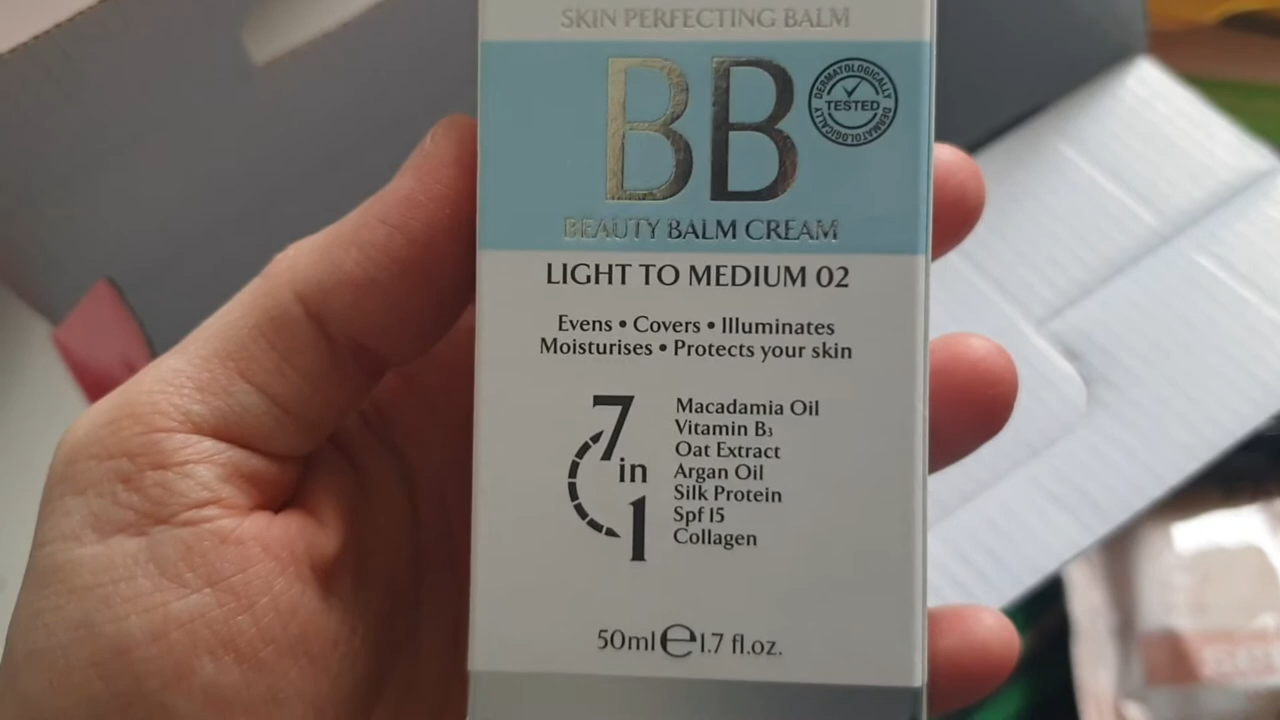 SKIN PERFECTING BALM
BB
DERMATOLOGICALLY
TESTED
DERMATOLOGICALLY
BEAUTY BALM CREAM
LIGHT TO MEDIUM 02
Evens • Covers • Illuminates
Moisturises • Protects your skin
7 in 1
Macadamia Oil
Vitamin B₃
Oat Extract
Argan Oil
Silk Protein
Spf 15
Collagen
50ml ℮ 1.7 fl.oz.